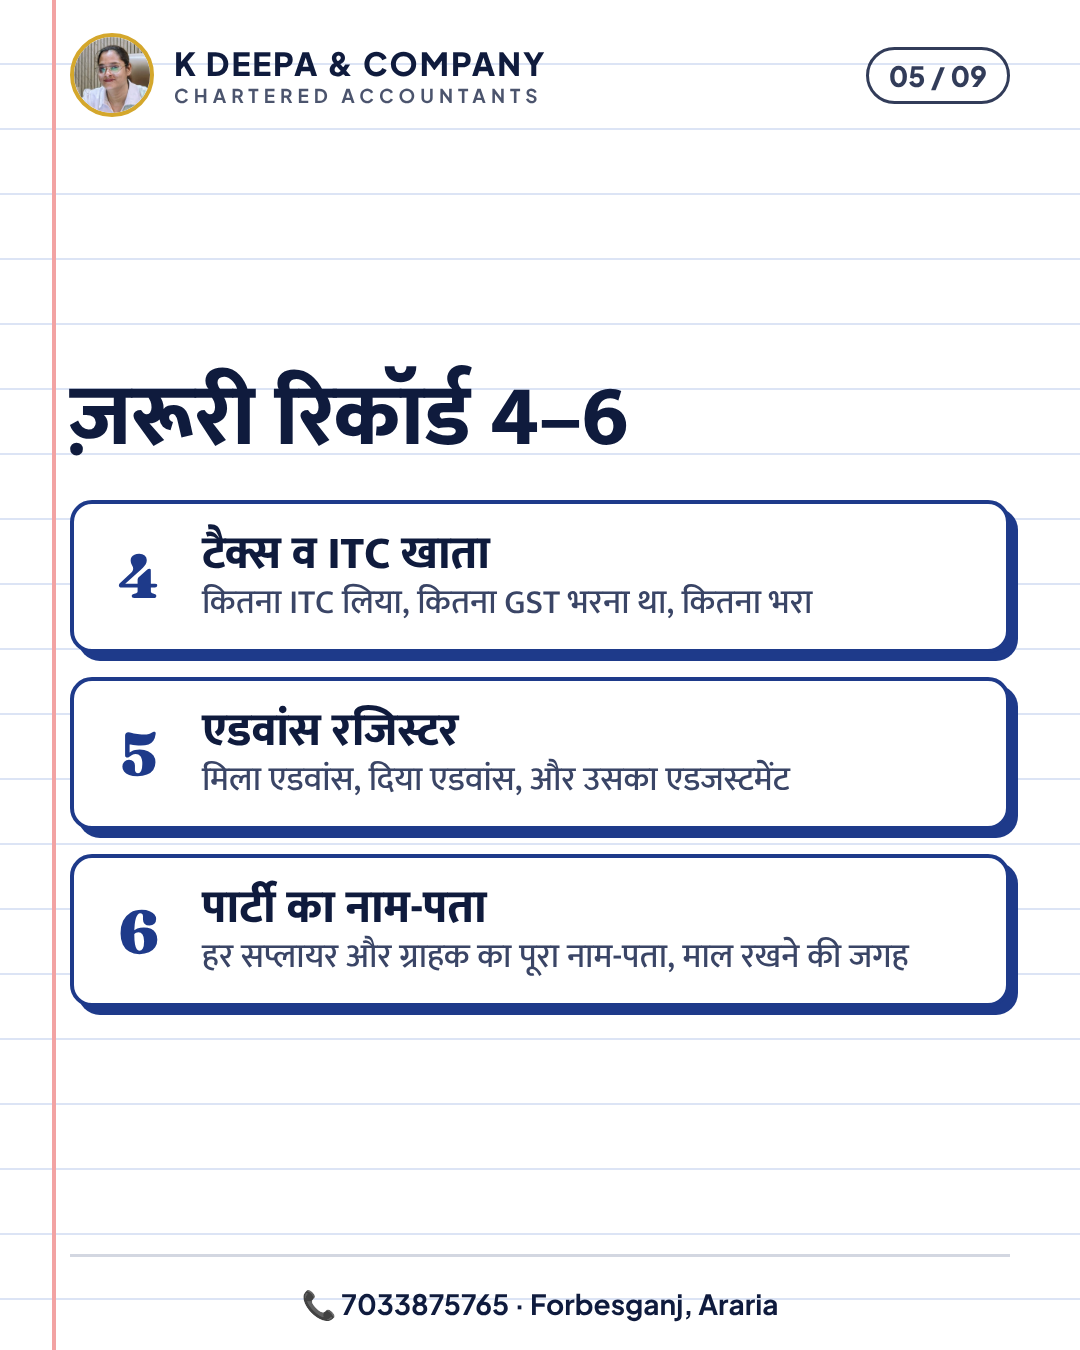 K DEEPA & COMPANY
CHARTERED ACCOUNTANTS
05 / 09
ज़रूरी रिकॉर्ड 4–6
4
टैक्स व ITC खाता
कितना ITC लिया, कितना GST भरना था, कितना भरा
5
एडवांस रजिस्टर
मिला एडवांस, दिया एडवांस, और उसका एडजस्टमेंट
6
पार्टी का नाम-पता
हर सप्लायर और ग्राहक का पूरा नाम-पता, माल रखने की जगह
📞 7033875765 · Forbesganj, Araria